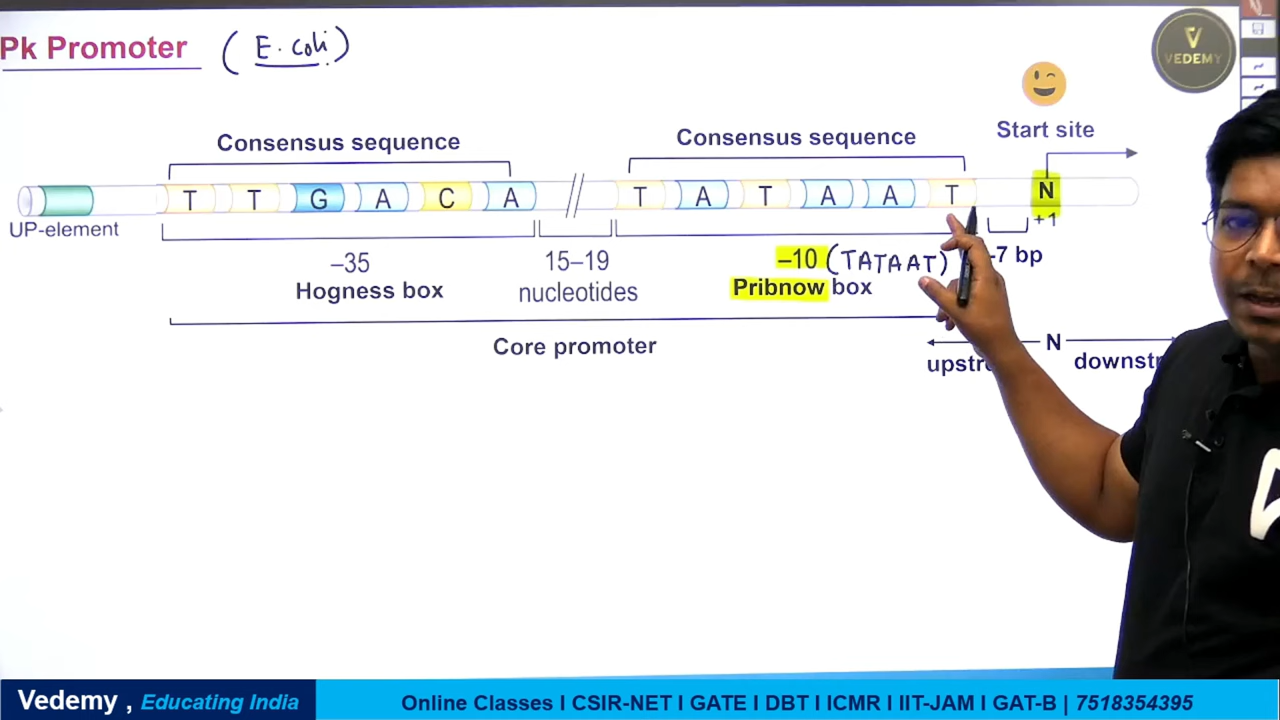 Pk Promoter (E. coli)
VEDEMY
Consensus sequence
Consensus sequence
Start site
T T G A C A T A T A A T N
UP-element
+1
–35
Hogness box
15–19
nucleotides
–10 (TATAAT)
Pribnow box
-7 bp
Core promoter
N
downst
Vedemy , Educating India
Online Classes I CSIR-NET I GATE I DBT I ICMR I IIT-JAM I GAT-B | 7518354395